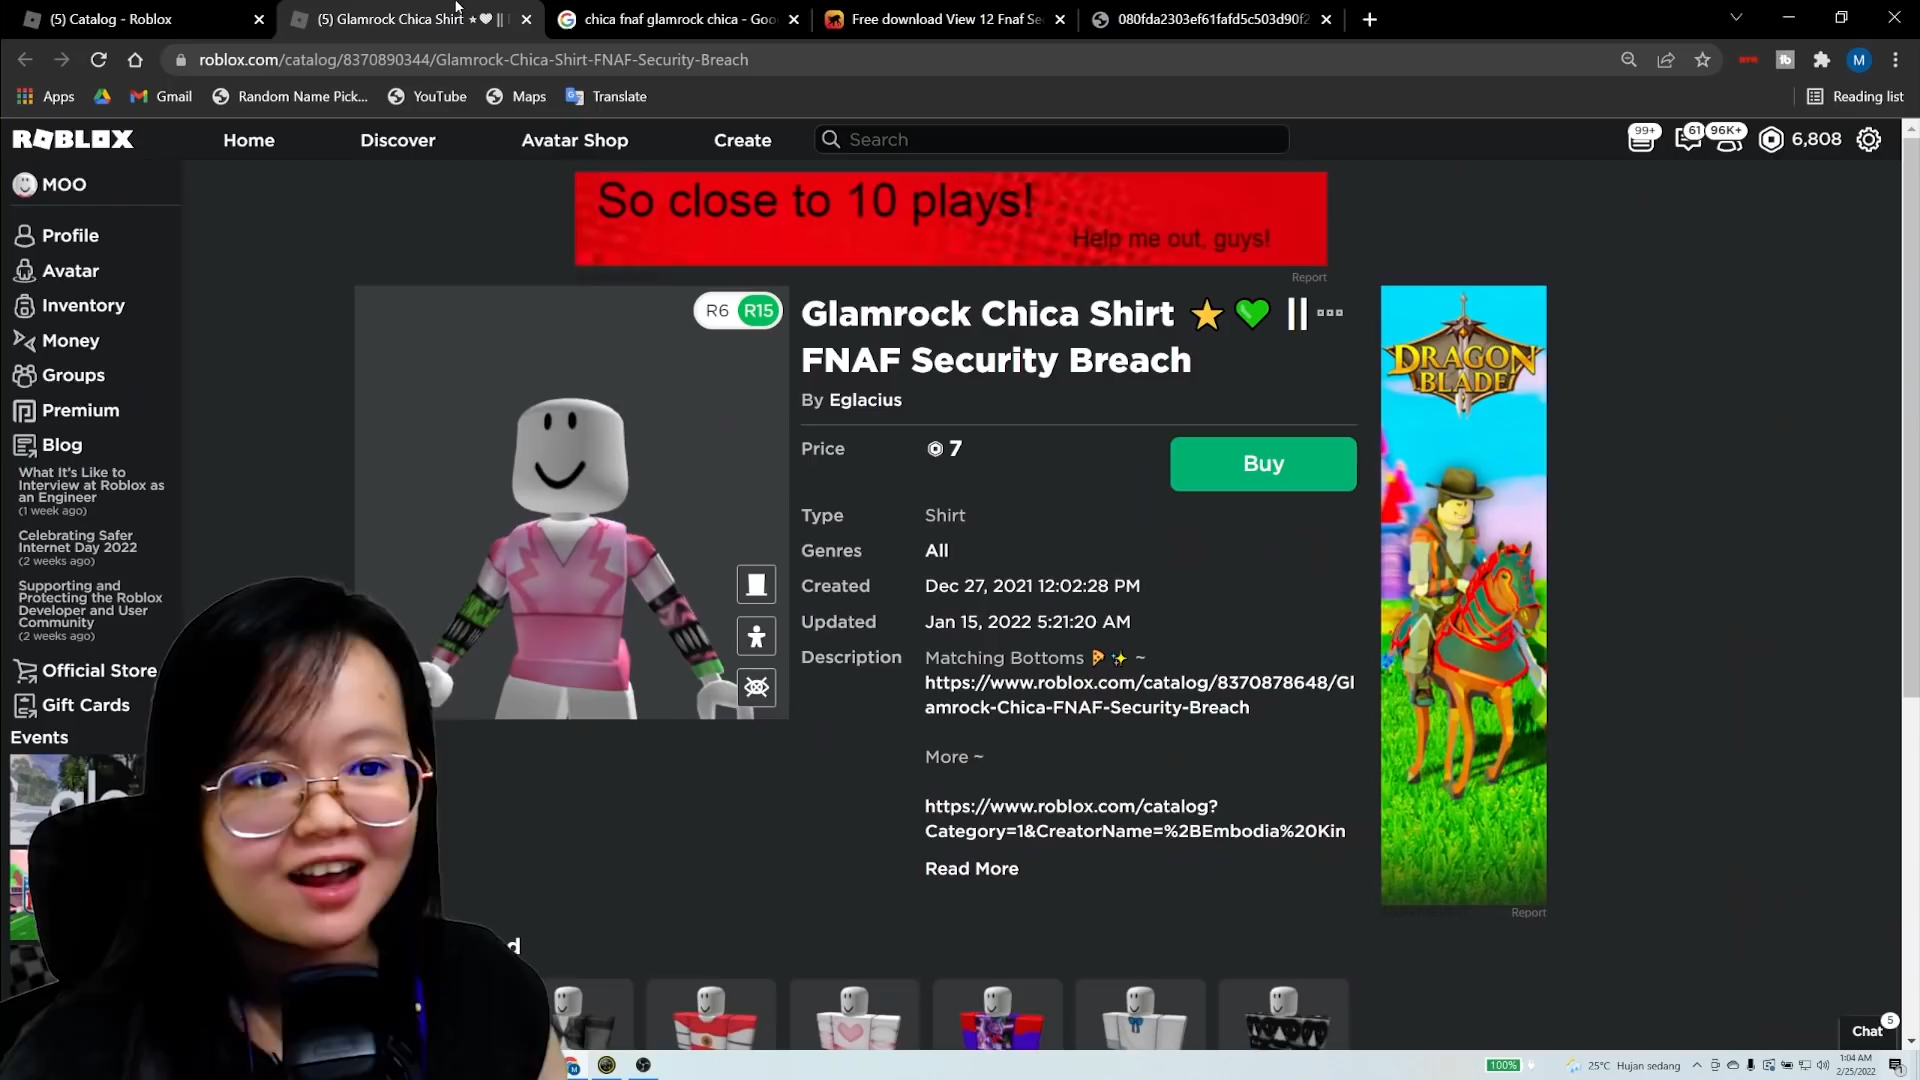 (5) Catalog - Roblox
(5) Glamrock Chica Shirt
chica fnaf glamrock chica - Goo
Free download View 12 Fnaf Se
080fda2303ef61fafd5c503d90f2
roblox.com/catalog/8370890344/Glamrock-Chica-Shirt-FNAF-Security-Breach
M
Apps
Gmail
Random Name Pick...
YouTube
Maps
Translate
Reading list
ROBLOX
Home
Discover
Avatar Shop
Create
Search
99+
61
96K+
6,808
MOO
Profile
Avatar
Inventory
Money
Groups
Premium
Blog
What It's Like to
Interview at Roblox as
an Engineer
(1 week ago)
Celebrating Safer
Internet Day 2022
(2 weeks ago)
Supporting and
Protecting the Roblox
Developer and User
Community
(2 weeks ago)
Official Store
Gift Cards
Events
So close to 10 plays!
Help me out, guys!
Report
R6 R15
Glamrock Chica Shirt ⭐ 💚 ||
FNAF Security Breach
By Eglacius
Price 7
Buy
Type Shirt
Genres All
Created Dec 27, 2021 12:02:28 PM
Updated Jan 15, 2022 5:21:20 AM
Description Matching Bottoms 🍕✨ ~
https://www.roblox.com/catalog/8370878648/Gl
amrock-Chica-FNAF-Security-Breach
More ~
https://www.roblox.com/catalog?
Category=1&CreatorName=%2BEmbodia%20Kin
Read More
DRAGON
BLADE
Report
Chat 5
100%
25°C Hujan sedang
1:04 AM
2/25/2022